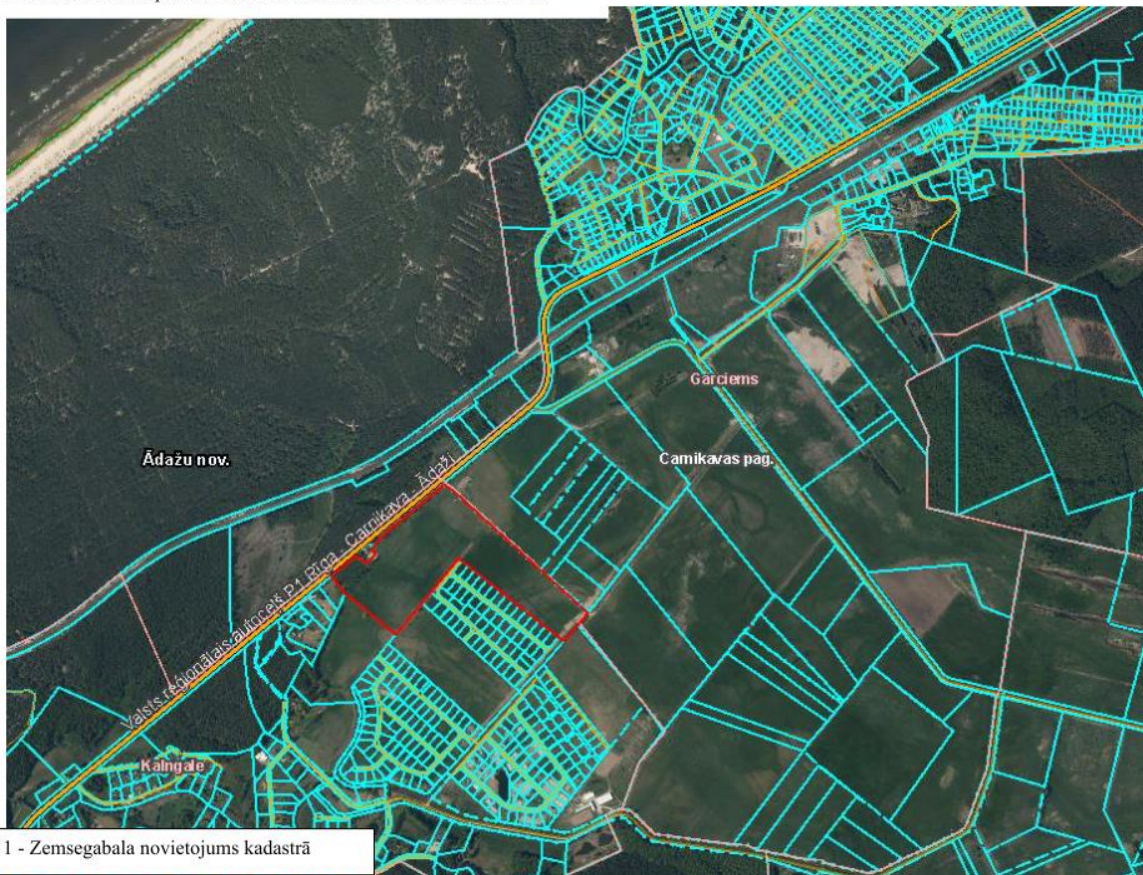 Garciems
Ādažu nov.
Carnikavas pag.
Valsts reģionālais autoceļš P1 Rīga - Carnikava - Ādaži
Kalngale
1 - Zemsegabala novietojums kadastrā